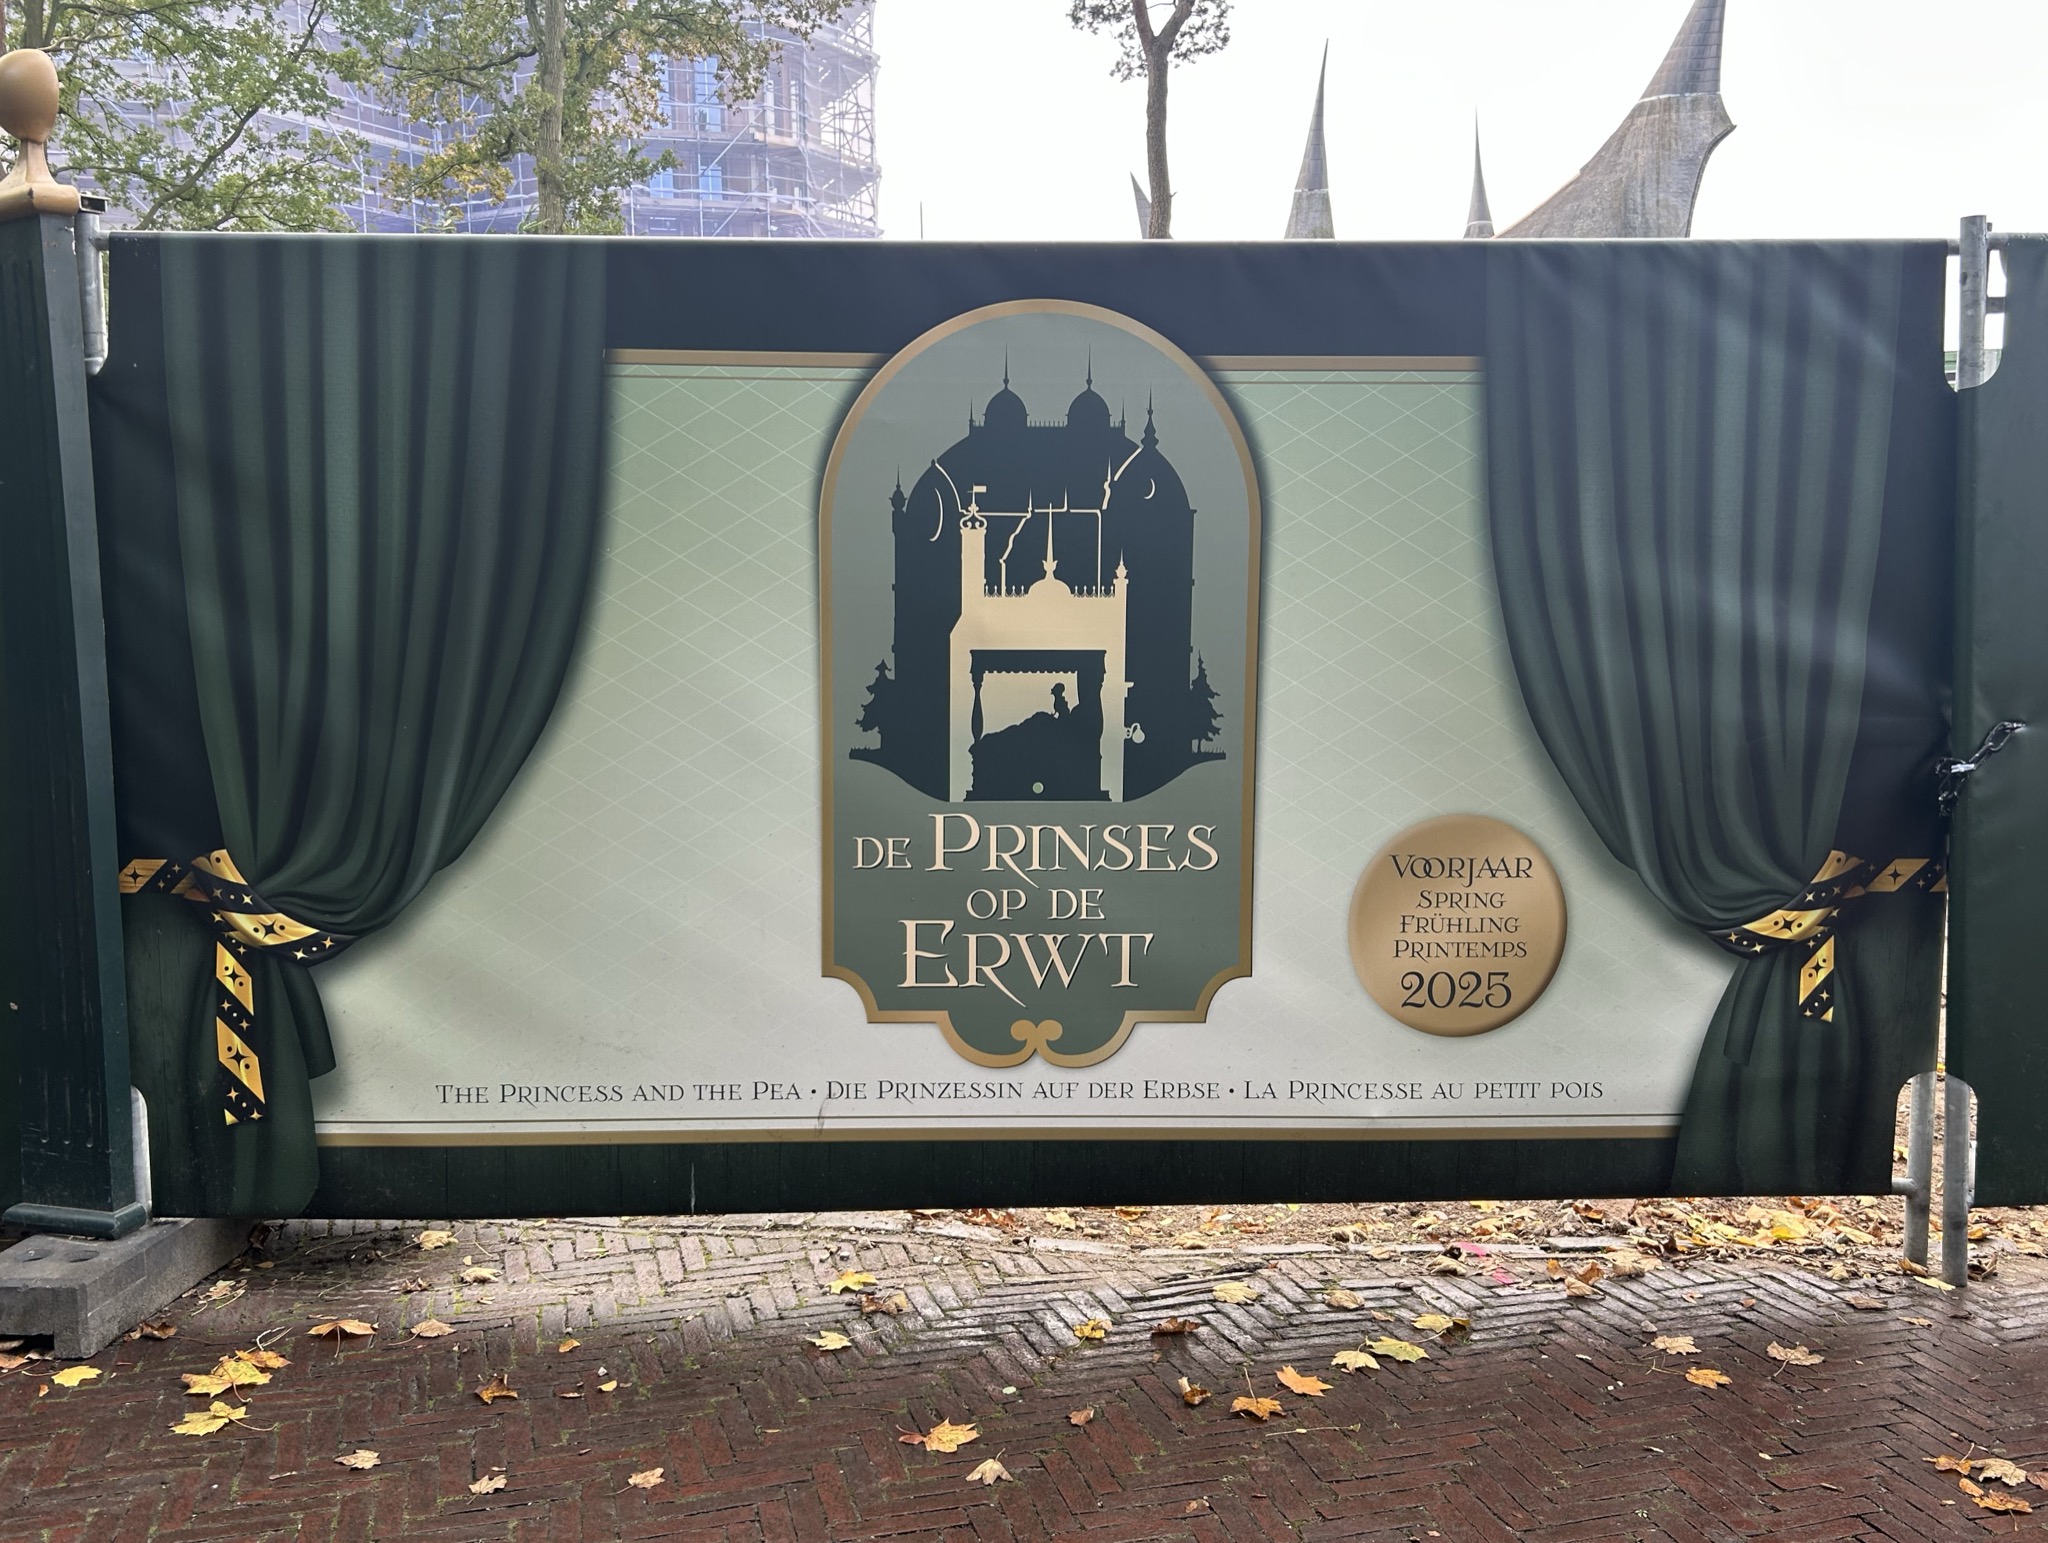 DE PRINSES
OP DE
ERWT
VOORJAAR
SPRING
FRÜHLING
PRINTEMPS
2025
THE PRINCESS AND THE PEA • DIE PRINZESSIN AUF DER ERBSE • LA PRINCESSE AU PETIT POIS